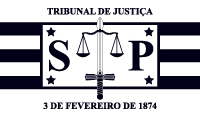 TRIBUNAL DE JUSTIÇA
S P
3 DE FEVEREIRO DE 1874